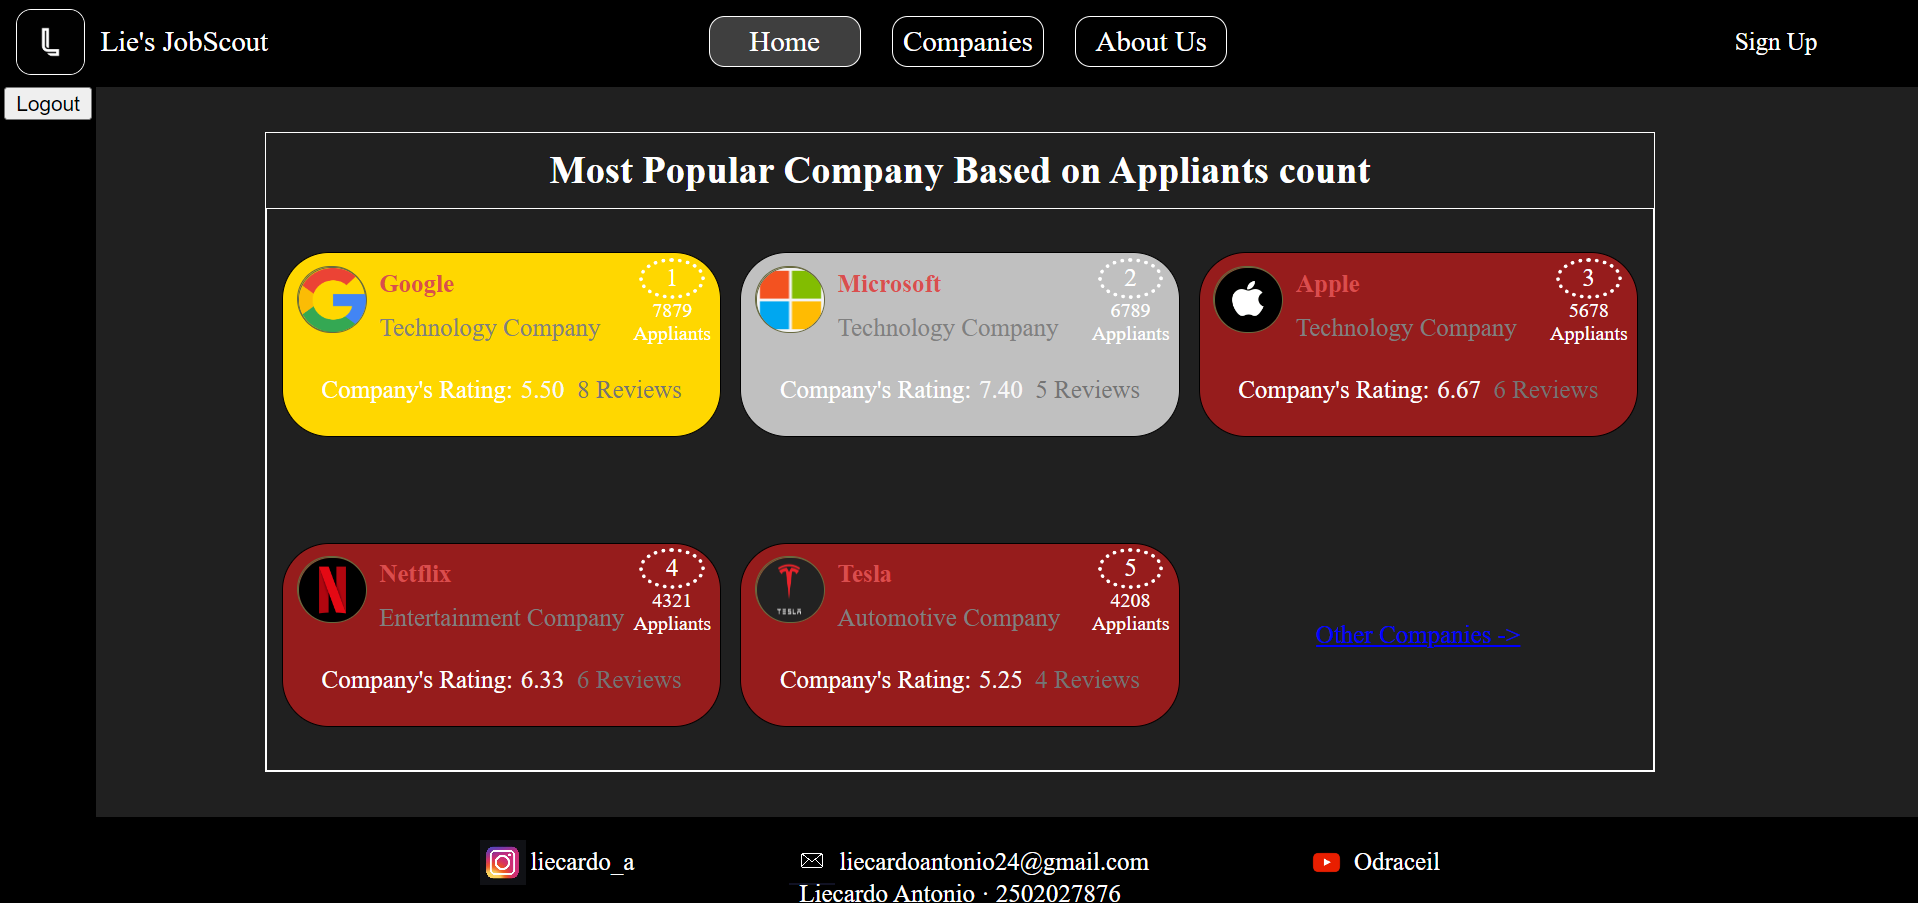 L Lie's JobScout
Home
Companies
About Us
Sign Up
Logout
Most Popular Company Based on Appliants count
Google
Technology Company
1
7879
Appliants
Company's Rating: 5.50 8 Reviews
Microsoft
Technology Company
2
6789
Appliants
Company's Rating: 7.40 5 Reviews
Apple
Technology Company
3
5678
Appliants
Company's Rating: 6.67 6 Reviews
N
Netflix
Entertainment Company
4
4321
Appliants
Company's Rating: 6.33 6 Reviews
TESLA
Tesla
Automotive Company
5
4208
Appliants
Company's Rating: 5.25 4 Reviews
Other Companies ->
liecardo_a
liecardoantonio24@gmail.com
Odraceil
Liecardo Antonio · 2502027876